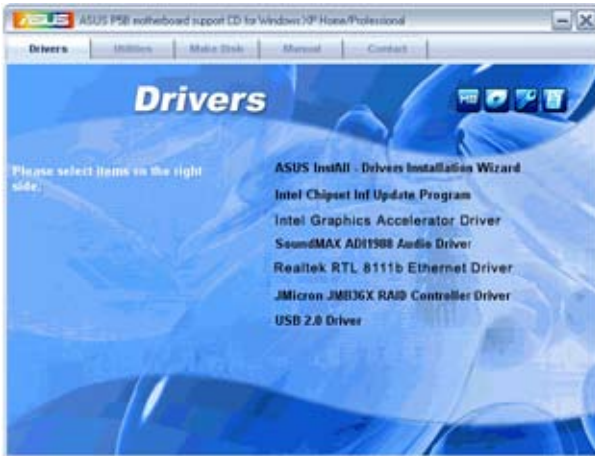 ASUS P5B motherboard support CD for Windows XP Home/Professional
Drivers
Utilities
Make Disk
Manual
Contact
Drivers
Please select items in the right
side.
ASUS InstAll - Drivers Installation Wizard
Intel Chipset Inf Update Program
Intel Graphics Accelerator Driver
SoundMAX ADI1988 Audio Driver
Realtek RTL 8111b Ethernet Driver
JMicron JMB36X RAID Controller Driver
USB 2.0 Driver